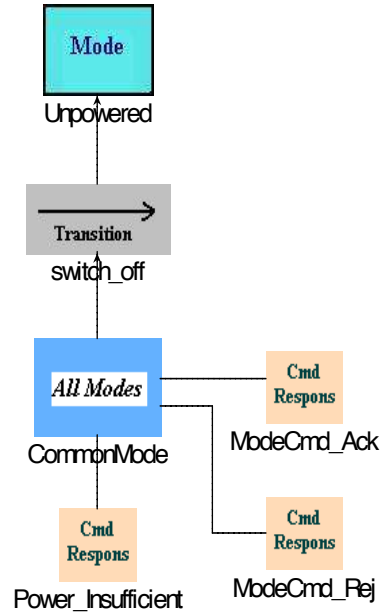 Mode
Unpowered
Transition
switch_off
All Modes
CommonMode
Cmd
Respons
ModeCmd_Ack
Cmd
Respons
Power_Insufficient
Cmd
Respons
ModeCmd_Rej